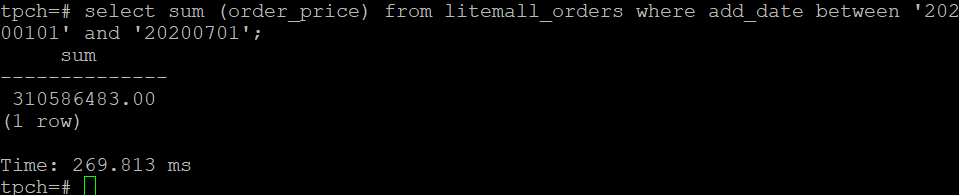 tpch=# select sum (order_price) from litemall_orders where add_date between '202
00101' and '20200701';
     sum
--------------
 310586483.00
(1 row)

Time: 269.813 ms
tpch=#